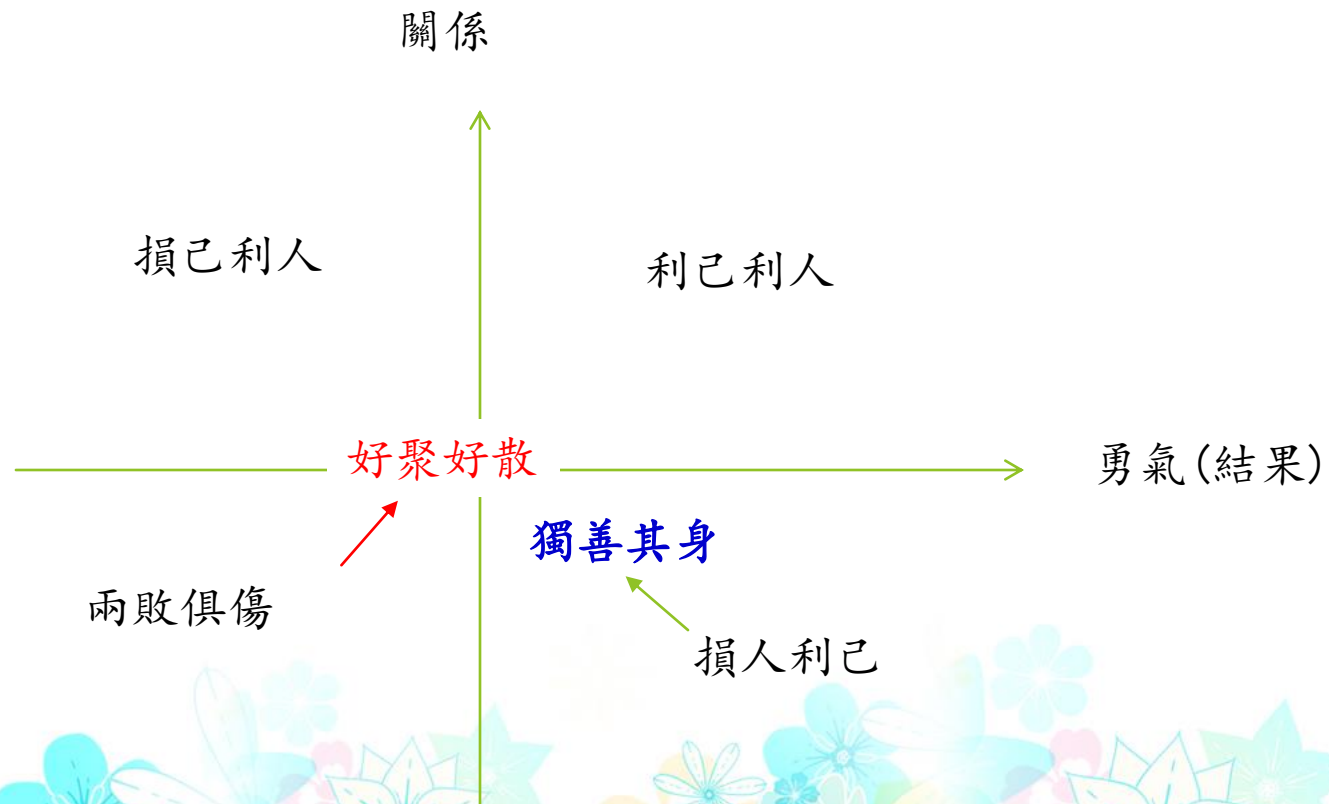 關係
損己利人
利己利人
好聚好散
勇氣(結果)
獨善其身
兩敗俱傷
損人利己